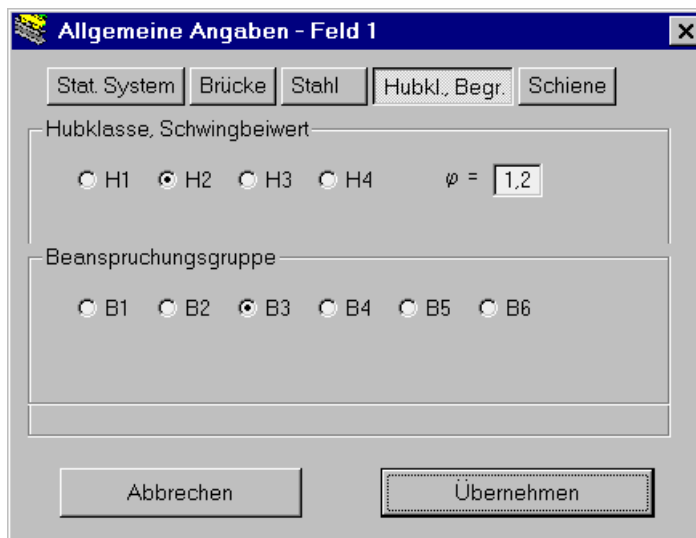 Allgemeine Angaben - Feld 1
Stat. System Brücke Stahl Hubkl., Begr. Schiene
Hubklasse, Schwingbeiwert
H1 H2 H3 H4 φ = 1,2
Beanspruchungsgruppe
B1 B2 B3 B4 B5 B6
Abbrechen Übernehmen